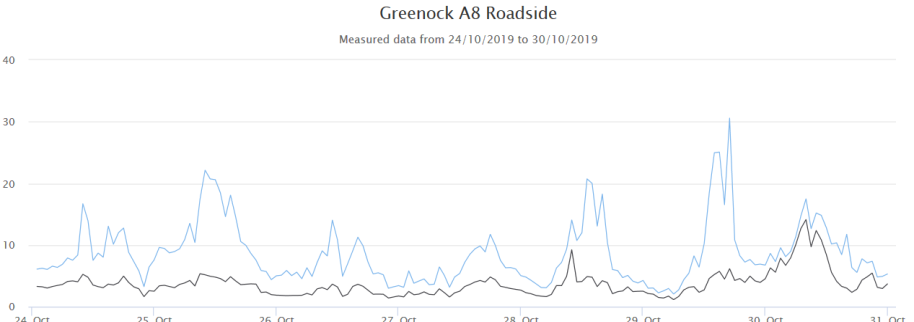 Greenock A8 Roadside
Measured data from 24/10/2019 to 30/10/2019
40
30
20
10
0
24. Oct 25. Oct 26. Oct 27. Oct 28. Oct 29. Oct 30. Oct 31. Oct